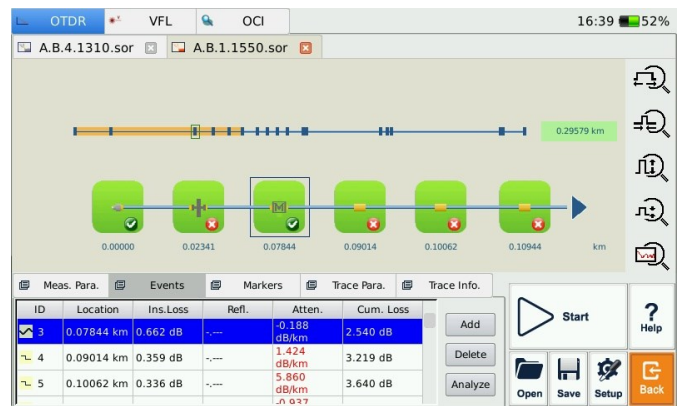 OTDR VFL OCI 16:39 52%
A.B.4.1310.sor A.B.1.1550.sor
0.29579 km
M
0.00000 0.02341 0.07844 0.09014 0.10062 0.10944 km
Meas. Para. Events Markers Trace Para. Trace Info.
ID Location Ins.Loss Refl. Atten. Cum. Loss
3 0.07844 km 0.662 dB -.---- -0.188 dB/km 2.540 dB
4 0.09014 km 0.359 dB -.---- 1.424 dB/km 3.219 dB
5 0.10062 km 0.336 dB -.---- 5.860 dB/km 3.640 dB
-0.937
Add
Delete
Analyze
Start
? Help
Open Save Setup Back